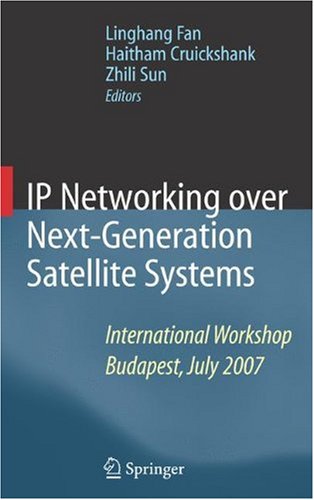 Linghang Fan
Haitham Cruickshank
Zhili Sun
Editors
IP Networking over
Next-Generation
Satellite Systems
International Workshop
Budapest, July 2007
Springer